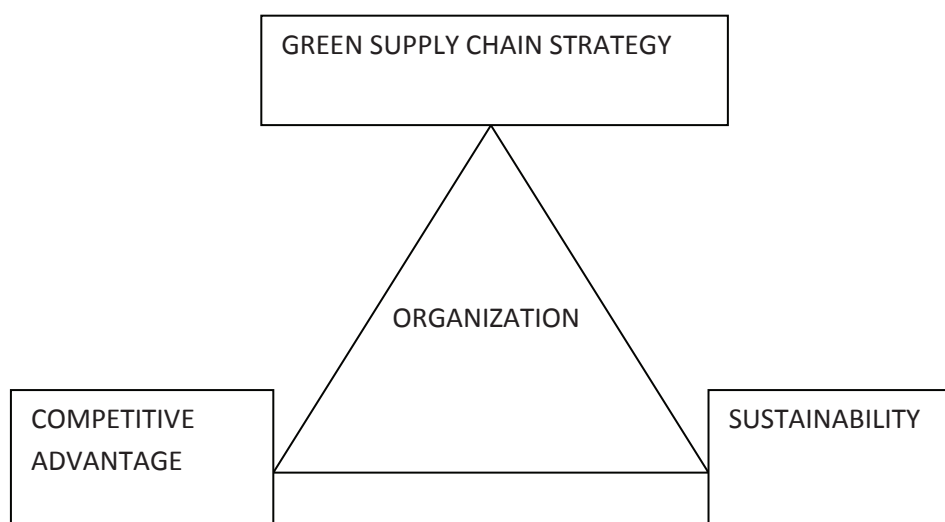 GREEN SUPPLY CHAIN STRATEGY
ORGANIZATION
COMPETITIVE
ADVANTAGE
SUSTAINABILITY